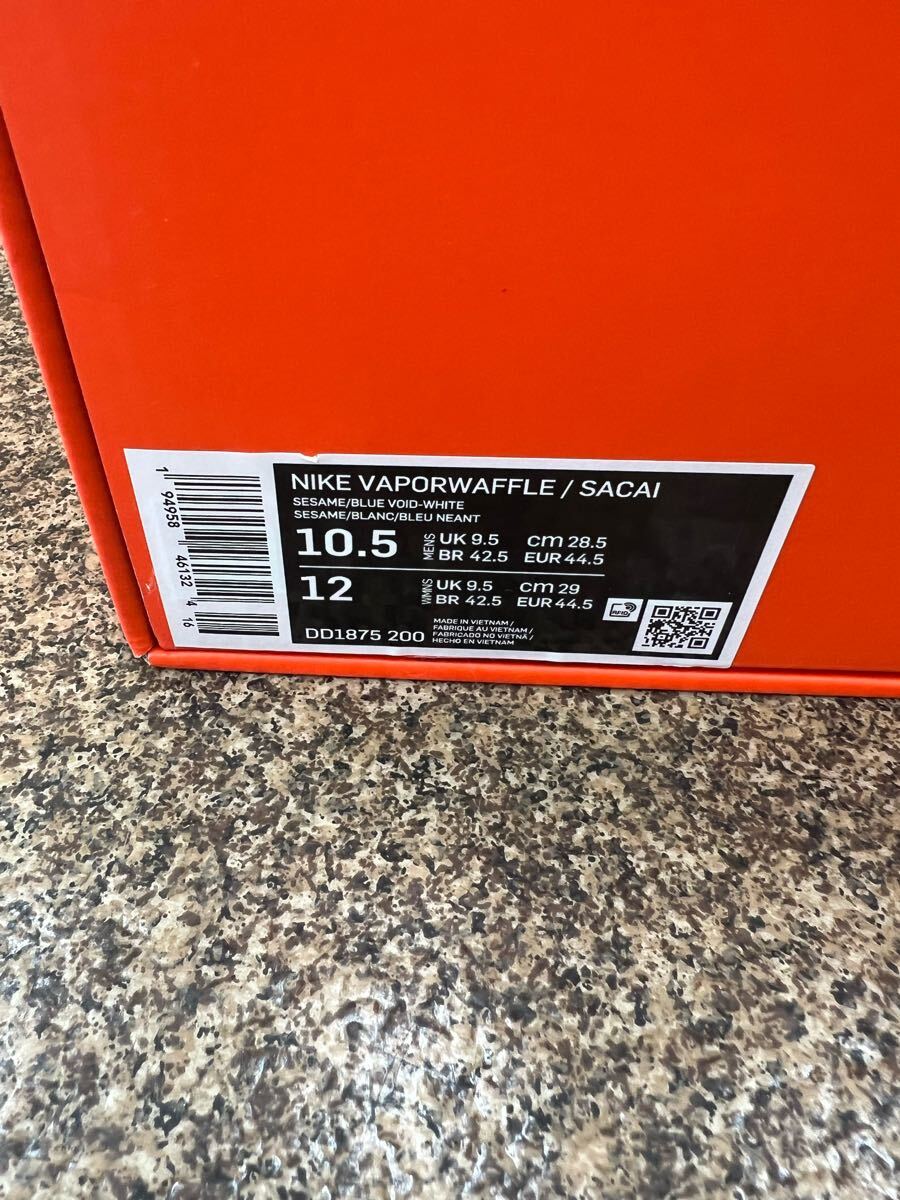 NIKE VAPORWAFFLE / SACAI
SESAME/BLUE VOID-WHITE
SESAME/BLANC/BLEU NEANT
10.5 MENS UK 9.5 cm 28.5
BR 42.5 EUR 44.5
12 WMNS UK 9.5 cm 29
BR 42.5 EUR 44.5
DD1875 200
MADE IN VIETNAM /
FABRIQUE AU VIETNAM /
FABRICADO NO VIETNÃ /
HECHO EN VIETNAM
RFID
1 94958 46132 4 16